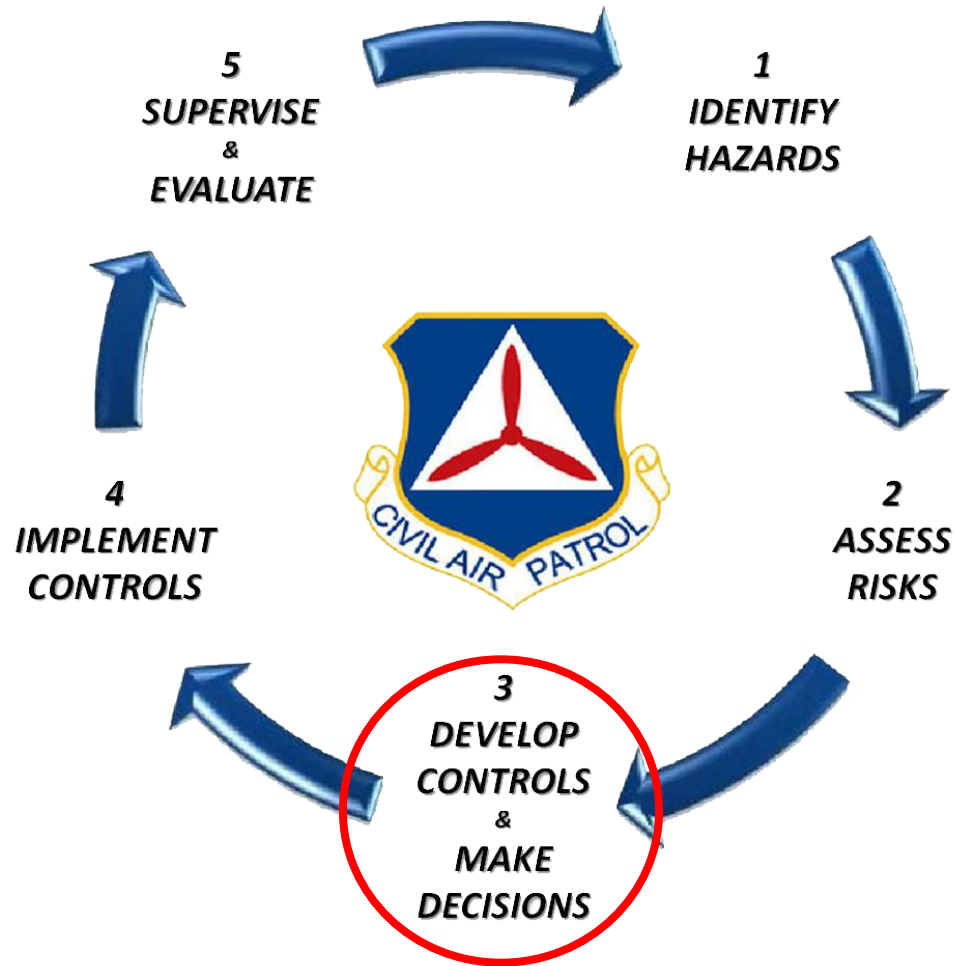 5
SUPERVISE
&
EVALUATE
1
IDENTIFY
HAZARDS
4
IMPLEMENT
CONTROLS
CIVIL AIR PATROL
2
ASSESS
RISKS
3
DEVELOP
CONTROLS
&
MAKE
DECISIONS